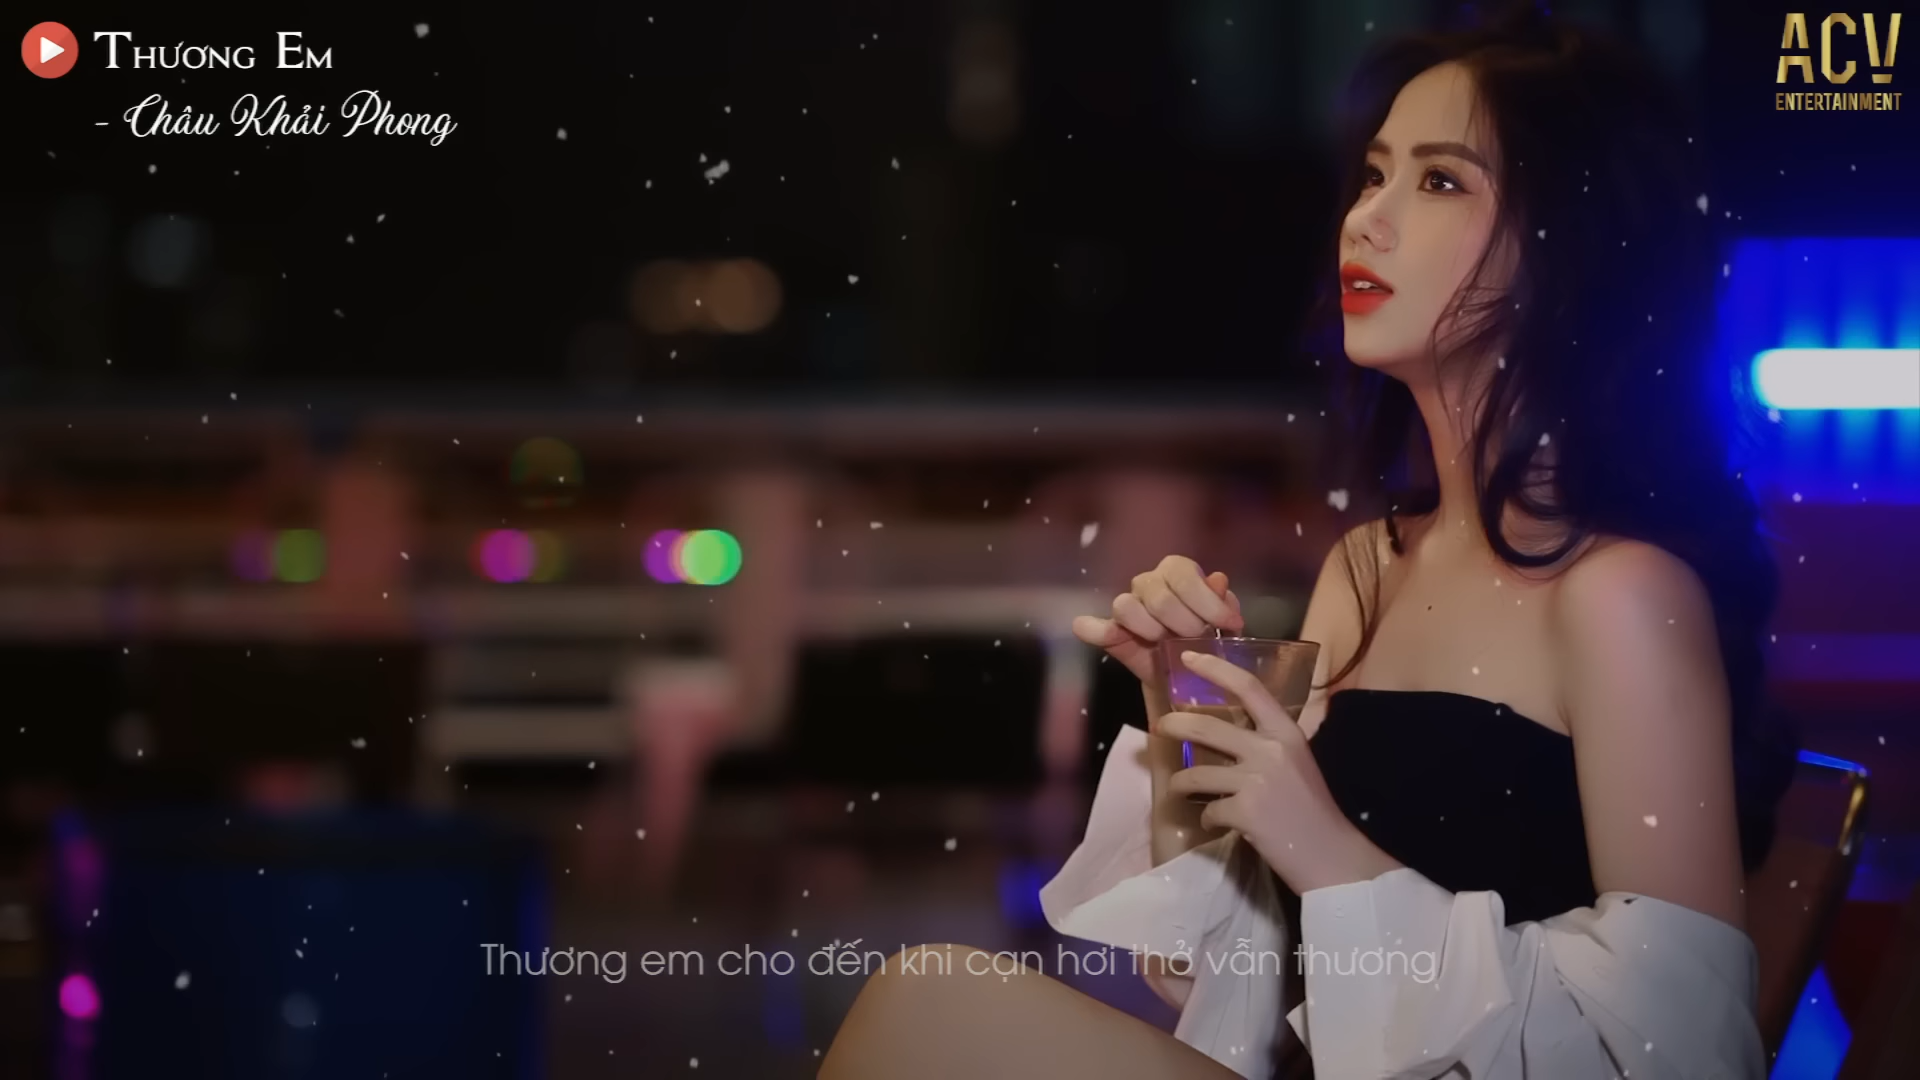 Thương Em
- Châu Khải Phong
ACV
ENTERTAINMENT
Thương em cho đến khi cạn hơi thở vẫn thương